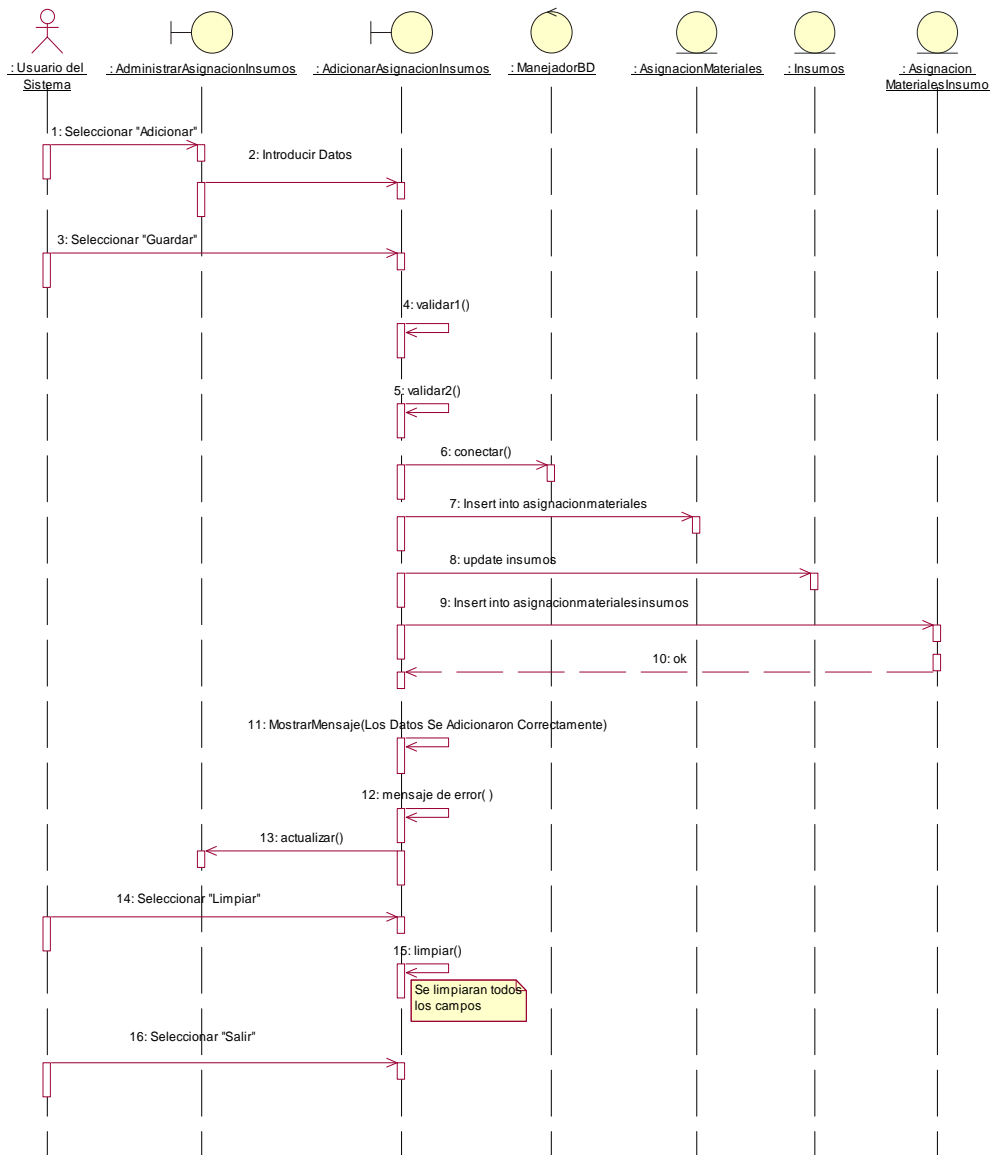 : Usuario del
Sistema
: AdministrarAsignacionInsumos
: AdicionarAsignacionInsumos
: ManejadorBD
: AsignacionMateriales
: Insumos
: Asignacion
MaterialesInsumo
1: Seleccionar "Adicionar"
2: Introducir Datos
3: Seleccionar "Guardar"
4: validar1()
5: validar2()
6: conectar()
7: Insert into asignacionmateriales
8: update insumos
9: Insert into asignacionmaterialesinsumos
10: ok
11: MostrarMensaje(Los Datos Se Adicionaron Correctamente)
12: mensaje de error( )
13: actualizar()
14: Seleccionar "Limpiar"
15: limpiar()
Se limpiaran todos
los campos
16: Seleccionar "Salir"